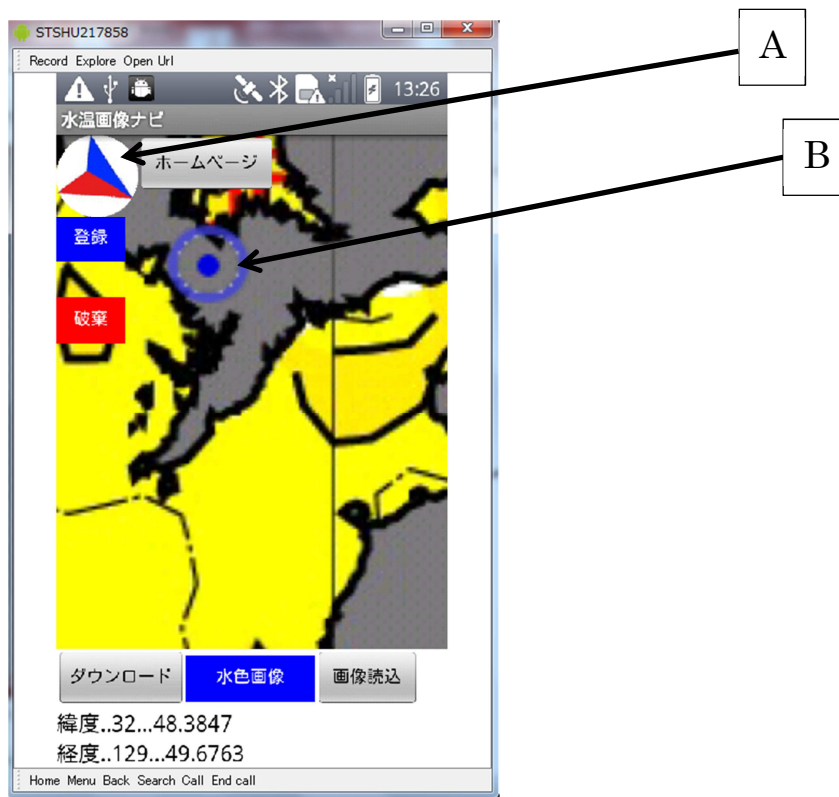 STSHU217858
Record Explore Open Url
13:26
水温画像ナビ
ホームページ
登録
破棄
ダウンロード 水色画像 画像読込
緯度..32...48.3847
経度..129...49.6763
Home Menu Back Search Call End call
A
B